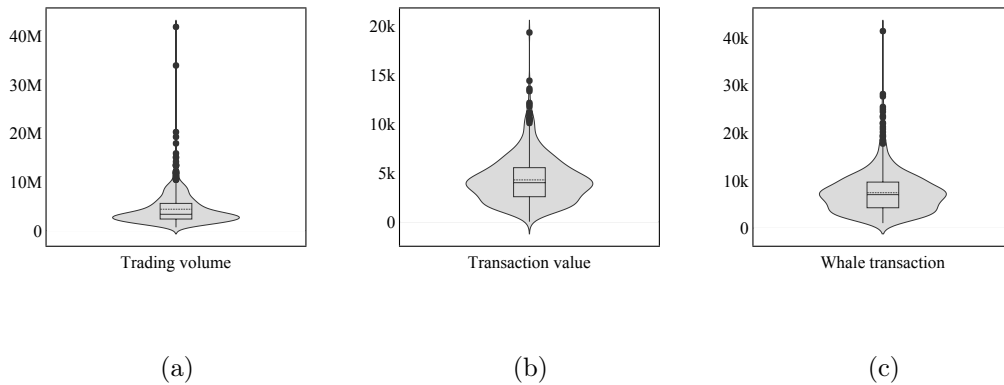 40M
30M
20M
10M
0
Trading volume
(a)
20k
15k
10k
5k
0
Transaction value
(b)
40k
30k
20k
10k
0
Whale transaction
(c)